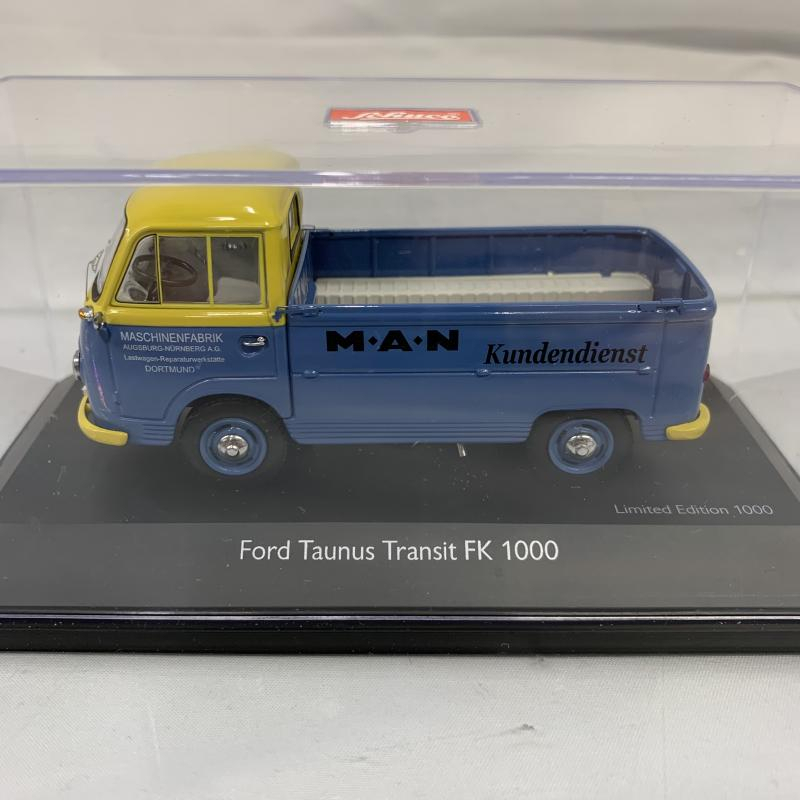 Schuco
MASCHINENFABRIK
AUGSBURG-NÜRNBERG A.G.
Lastwagen-Reparaturwerkstätte
DORTMUND
M·A·N Kundendienst
Limited Edition 1000
Ford Taunus Transit FK 1000